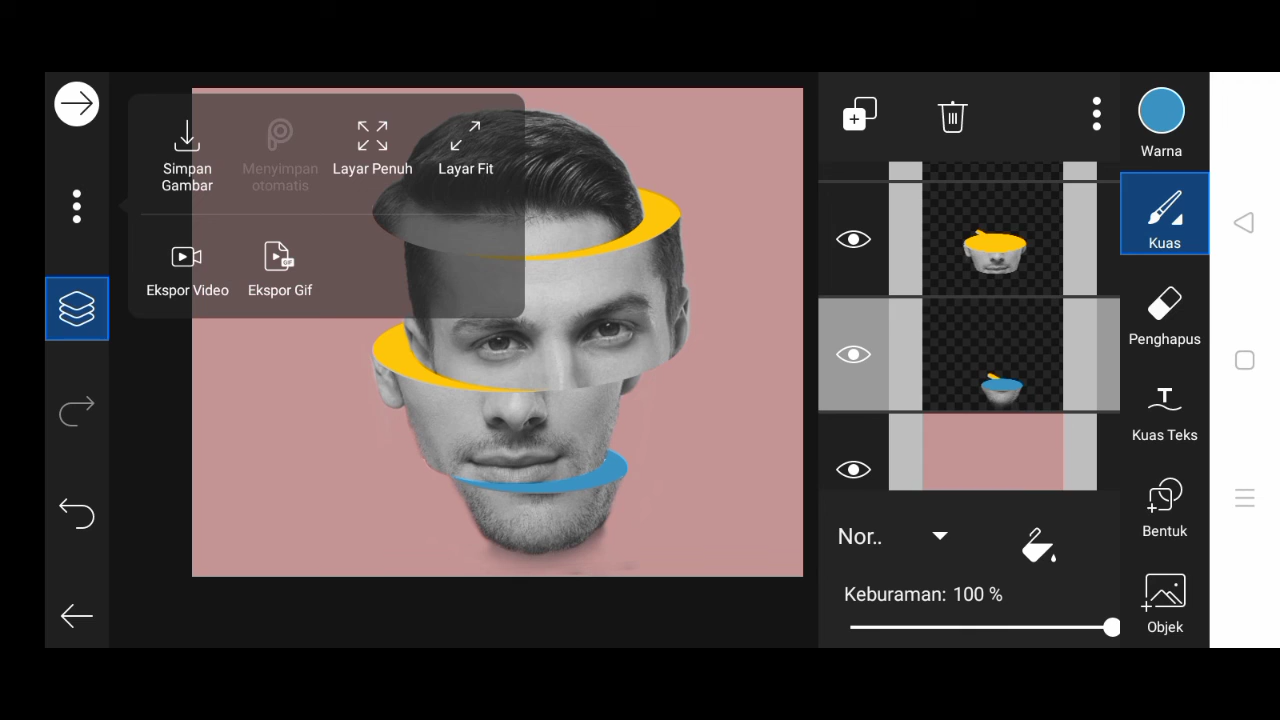 Simpan
Gambar
Menyimpan
otomatis
Layar Penuh
Layar Fit
Ekspor Video
GIF
Ekspor Gif
Warna
Kuas
Penghapus
T
Kuas Teks
Bentuk
Objek
Nor..
Keburaman: 100 %